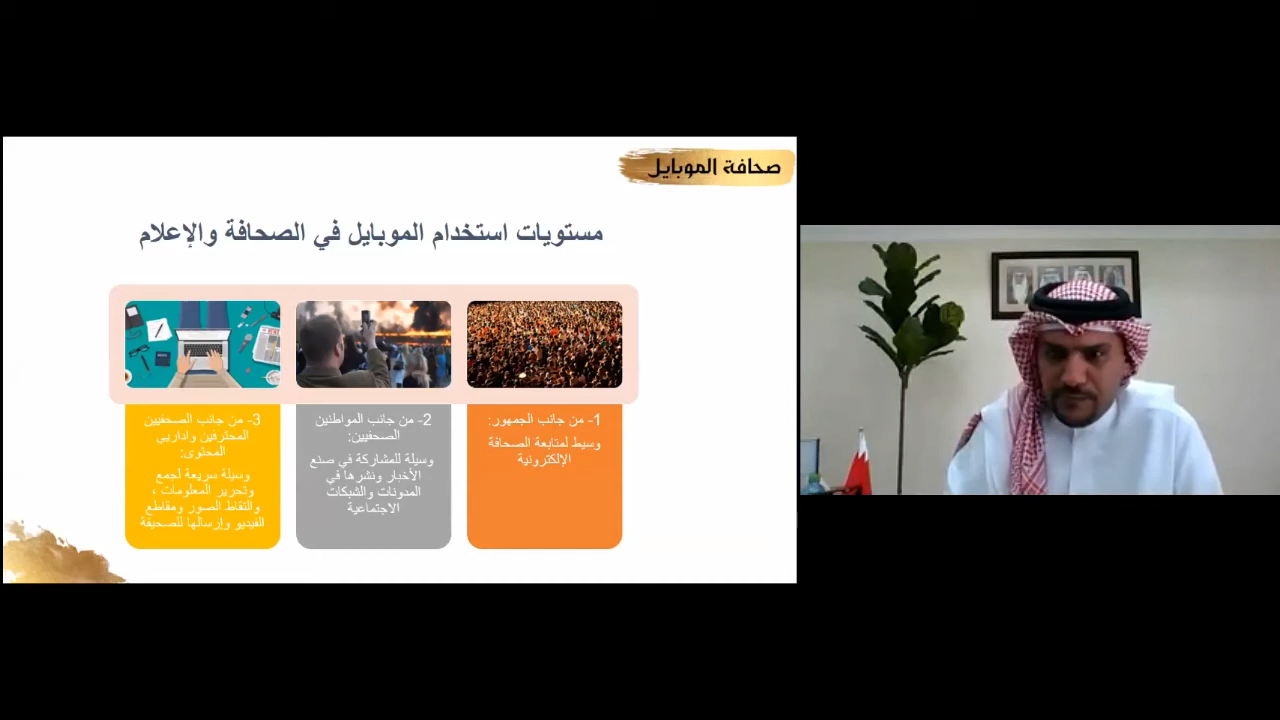 صحافة الموبايل
مستويات استخدام الموبايل في الصحافة والإعلام
1- من جانب الجمهور:
وسيط لمتابعة الصحافة
الإلكترونية
2- من جانب المواطنين
الصحفيين:
وسيلة للمشاركة في صنع
الأخبار ونشرها في
المدونات والشبكات
الاجتماعية
3- من جانب الصحفيين
المحترفين واداريي
المحتوى:
وسيلة سريعة لجمع
وتحرير المعلومات ،
والتقاط الصور ومقاطع
الفيديو وإرسالها للصحيفة